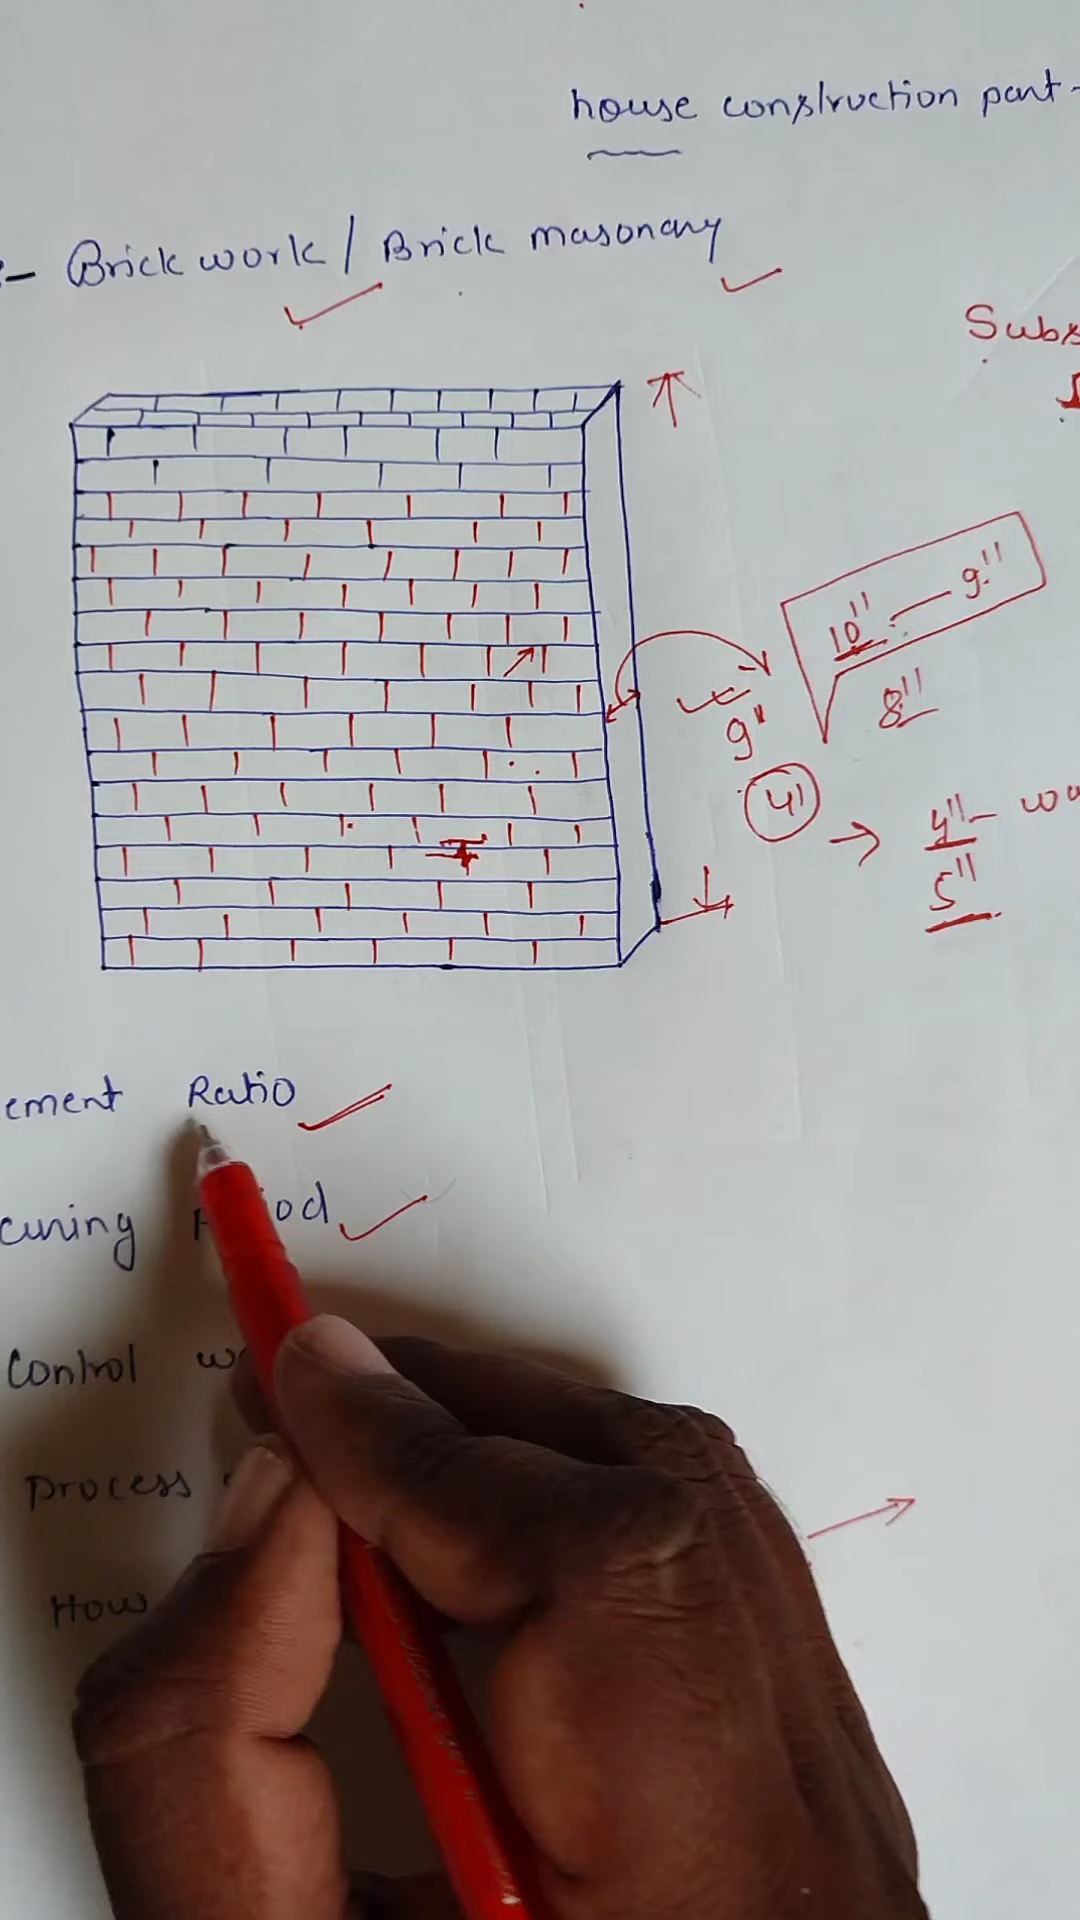 house construction part-
:- Brick work / Brick masonary
Subs
10" — 9"
8"
9"
4'
→ 4"- wa
5"
ement Ratio
curing Period
Control w
Process
How